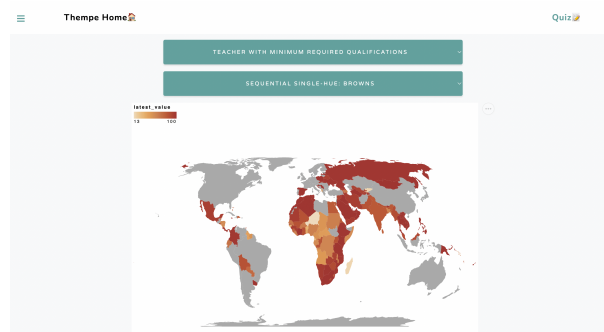 Thempe Home🏠
Quiz📝
TEACHER WITH MINIMUM REQUIRED QUALIFICATIONS
SEQUENTIAL SINGLE-HUE: BROWNS
latest_value
13 100